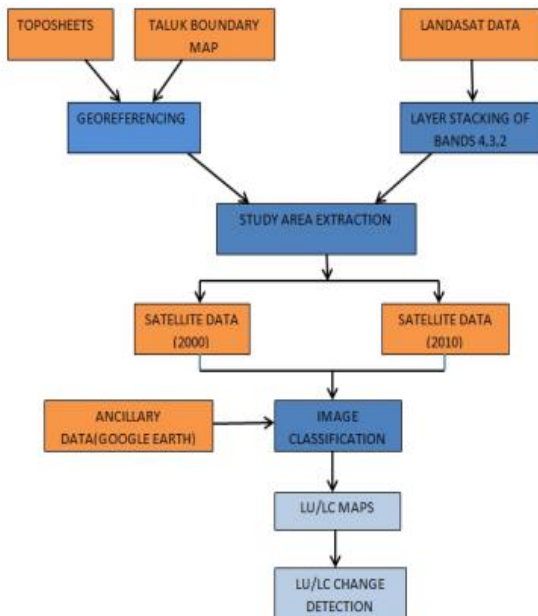 TOPOSHEETS
TALUK BOUNDARY
MAP
LANDASAT DATA
GEOREFERENCING
LAYER STACKING OF
BANDS 4,3,2
STUDY AREA EXTRACTION
SATELLITE DATA
(2000)
SATELLITE DATA
(2010)
ANCILLARY
DATA(GOOGLE EARTH)
IMAGE
CLASSIFICATION
LU/LC MAPS
LU/LC CHANGE
DETECTION